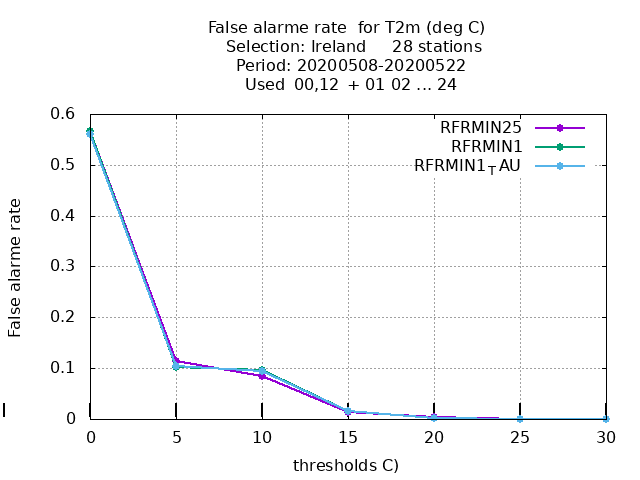 False alarme rate  for T2m (deg C)
Selection: Ireland     28 stations
Period: 20200508-20200522
Used  00,12  + 01 02 ... 24
RFRMIN25
RFRMIN1
RFRMIN1TAU
False alarme rate
0.6
0.5
0.4
0.3
0.2
0.1
0
0 5 10 15 20 25 30
thresholds C)